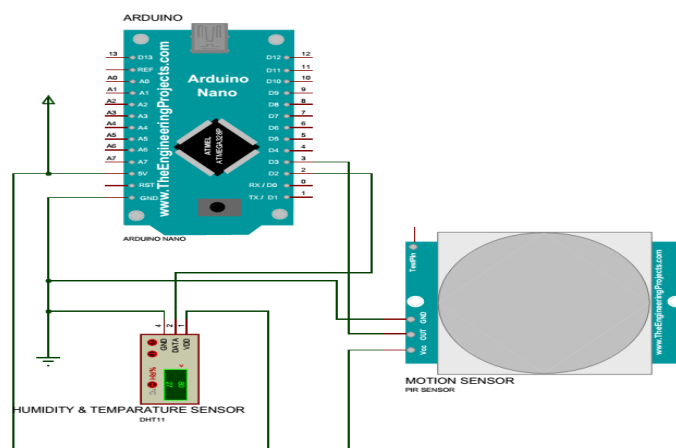 ARDUINO
13
D13
D12
12
REF
D11
11
A0
A0
D10
10
A1
A1
D9
9
A2
A2
D8
8
A3
A3
D7
7
A4
A4
D6
6
A5
A5
D5
5
A6
A6
D4
4
A7
A7
D3
3
5V
D2
2
RST
RX / D0
0
GND
TX / D1
1
www.TheEngineeringProjects.com
Arduino
Nano
ATMEL
ATMEGA328P
ARDUINO NANO
TestPin
GND
OUT
Vcc
www.TheEngineeringProjects.com
MOTION SENSOR
PIR SENSOR
4
2
1
GND
DATA
VDD
HUMIDITY & TEMPARATURE SENSOR
DHT11